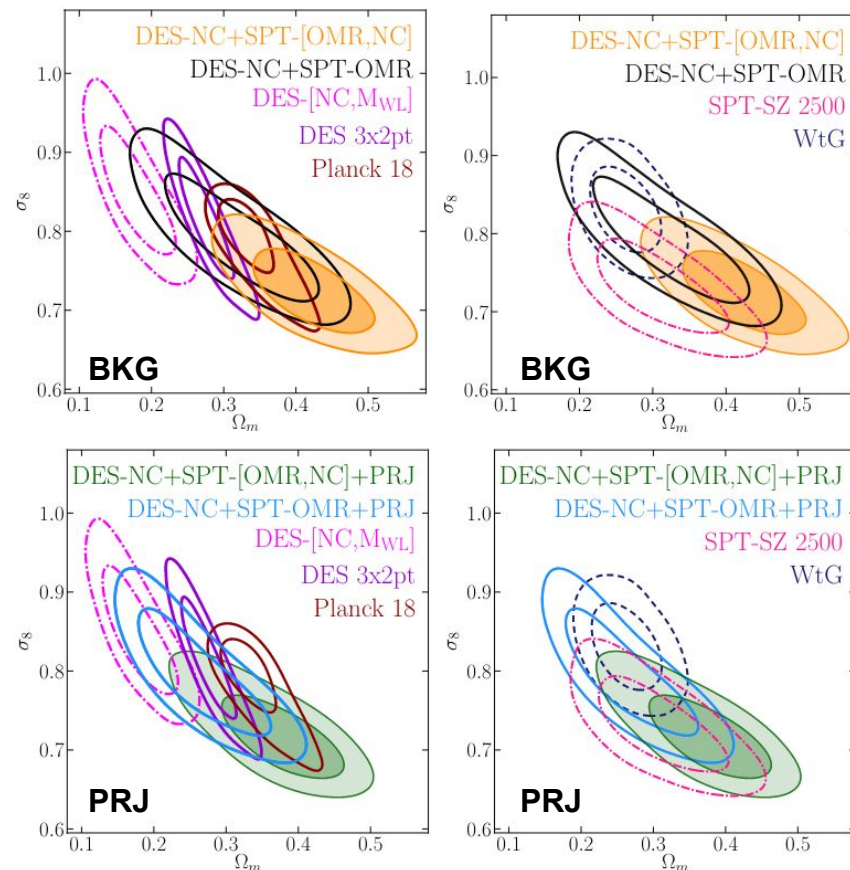 DES-NC+SPT-[OMR,NC]
DES-NC+SPT-OMR
DES-[NC,M_WL]
DES 3x2pt
Planck 18
1.0
0.9
0.8
0.7
0.6
σ₈
BKG
0.1 0.2 0.3 0.4 0.5
Ωₘ
DES-NC+SPT-[OMR,NC]
DES-NC+SPT-OMR
SPT-SZ 2500
WtG
1.0
0.9
0.8
0.7
0.6
σ₈
BKG
0.1 0.2 0.3 0.4 0.5
Ωₘ
DES-NC+SPT-[OMR,NC]+PRJ
DES-NC+SPT-OMR+PRJ
DES-[NC,M_WL]
DES 3x2pt
Planck 18
1.0
0.9
0.8
0.7
0.6
σ₈
PRJ
0.1 0.2 0.3 0.4 0.5
Ωₘ
DES-NC+SPT-[OMR,NC]+PRJ
DES-NC+SPT-OMR+PRJ
SPT-SZ 2500
WtG
1.0
0.9
0.8
0.7
0.6
σ₈
PRJ
0.1 0.2 0.3 0.4 0.5
Ωₘ